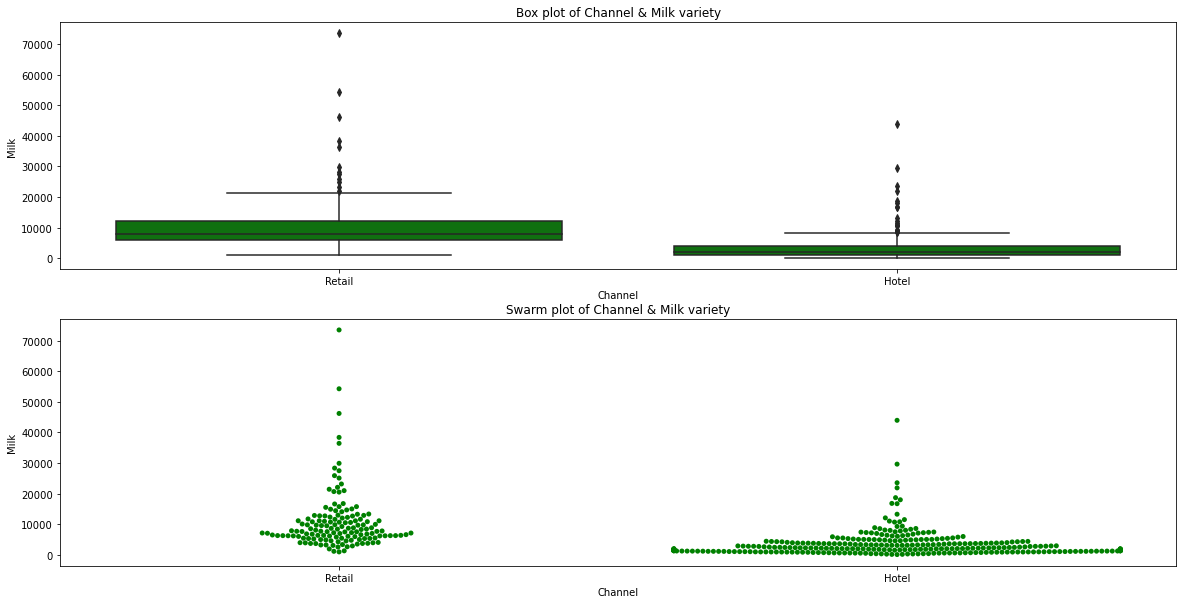 Box plot of Channel & Milk variety
70000
60000
50000
40000
30000
20000
10000
0
Milk
Retail Hotel
Channel
Swarm plot of Channel & Milk variety
70000
60000
50000
40000
30000
20000
10000
0
Milk
Retail Hotel
Channel